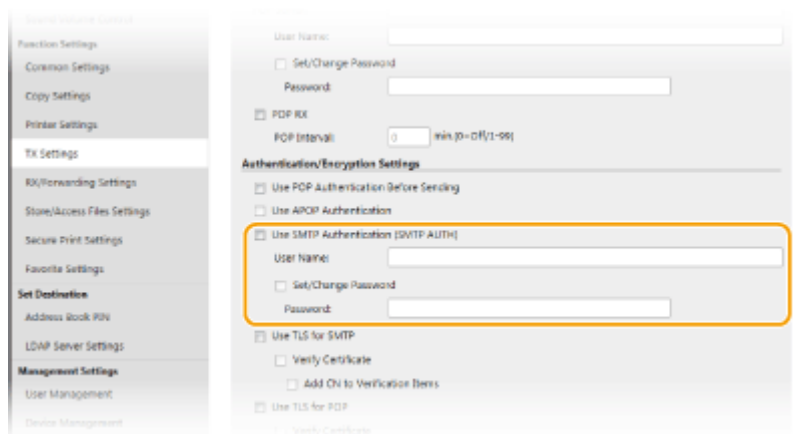 Function Settings
Common Settings
Copy Settings
Printer Settings
TX Settings
RX/Forwarding Settings
Store/Access Files Settings
Secure Print Settings
Favorite Settings
Set Destination
Address Book PIN
LDAP Server Settings
Management Settings
User Management
Device Management
User Name:
Set/Change Password
Password:
POP RX
POP Interval:
0
min.(0=Off/1-99)
Authentication/Encryption Settings
Use POP Authentication Before Sending
Use APOP Authentication
Use SMTP Authentication (SMTP AUTH)
User Name:
Set/Change Password
Password:
Use TLS for SMTP
Verify Certificate
Add CN to Verification Items
Use TLS for POP
Verify Certificate